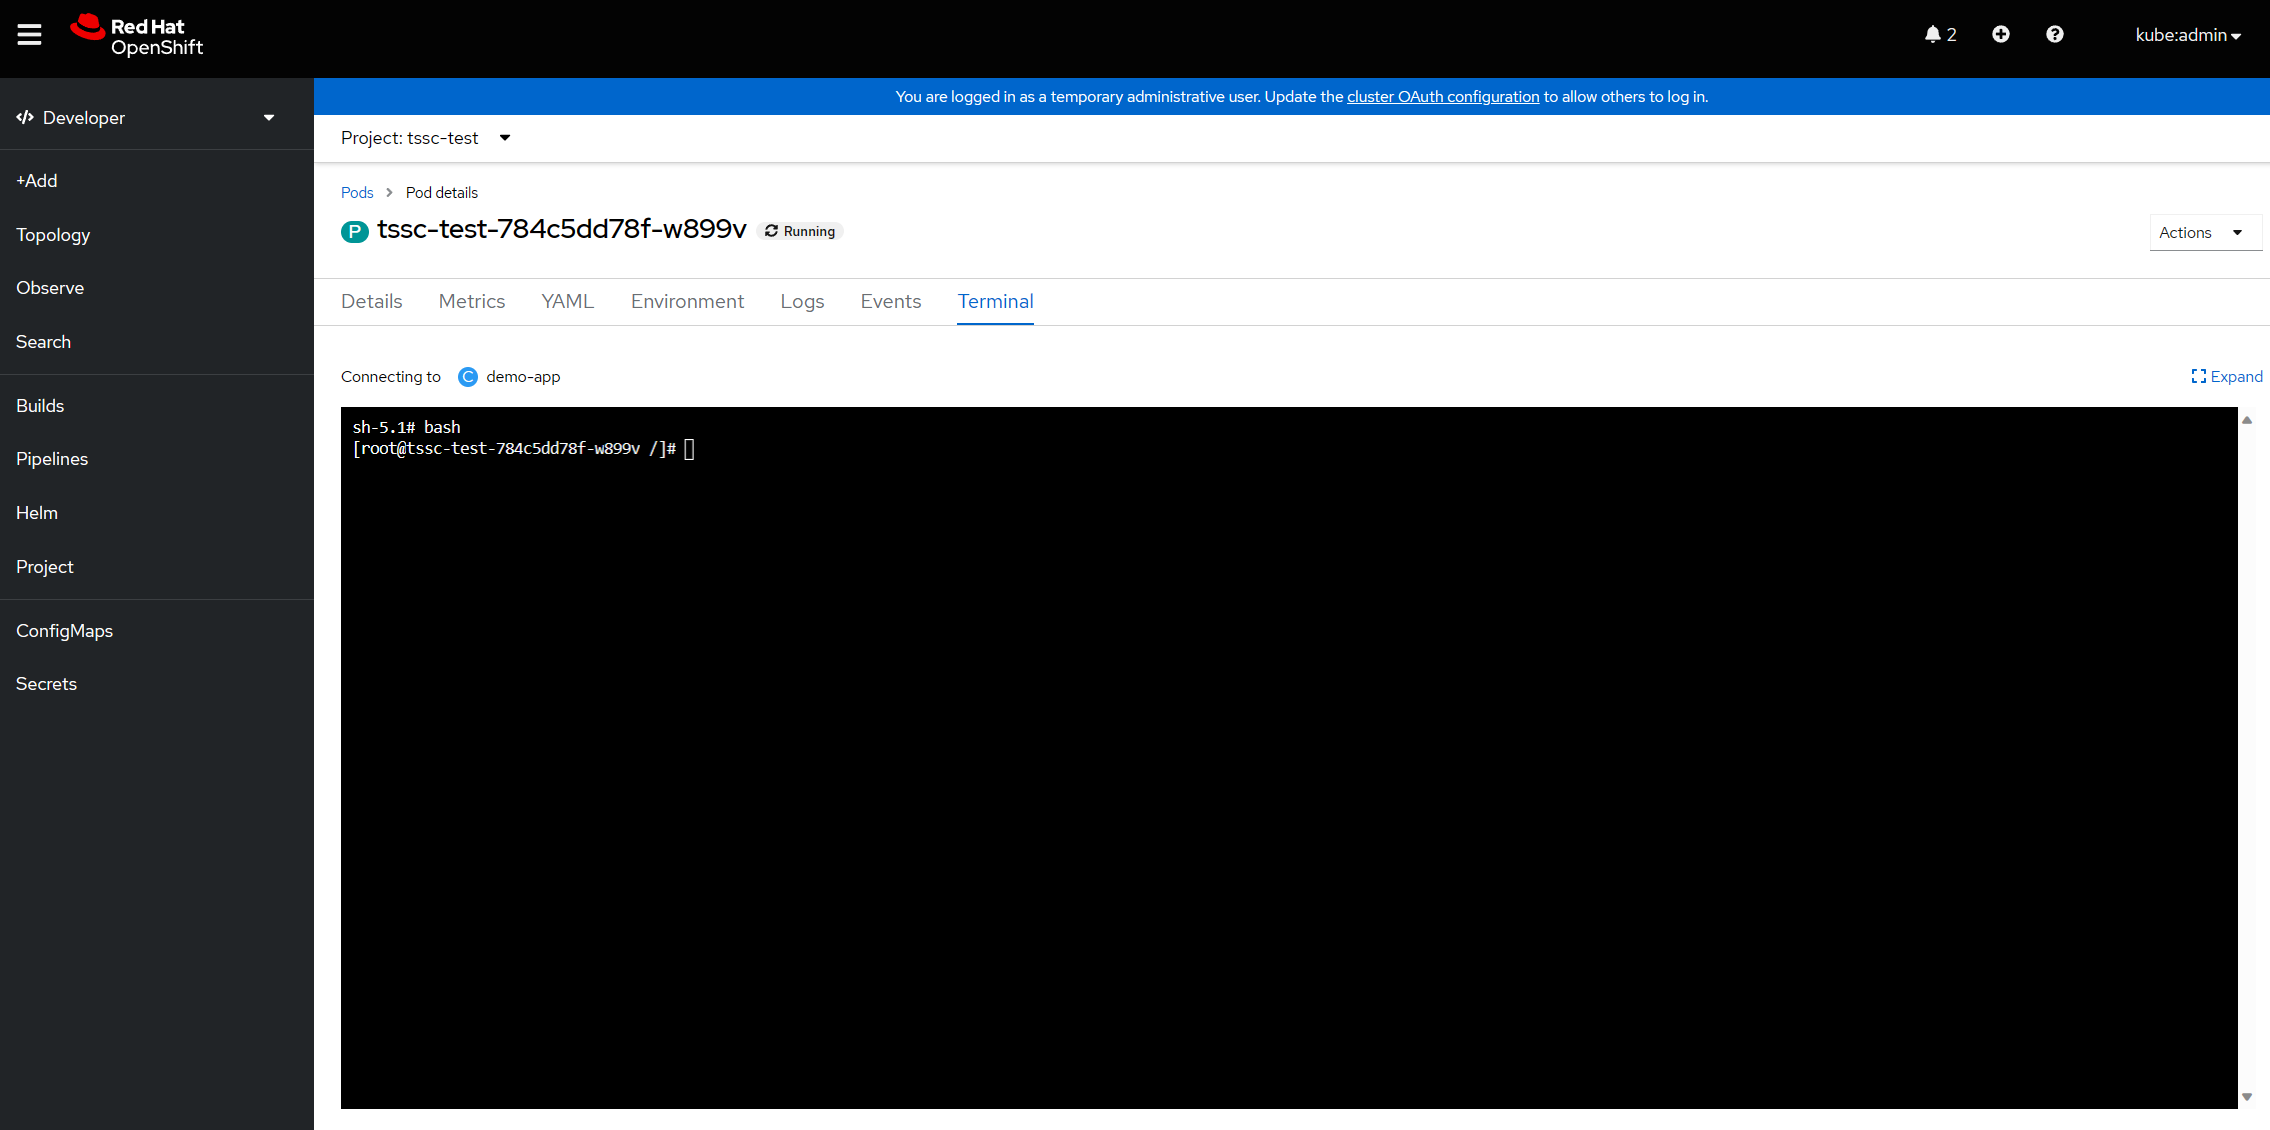 Red Hat
OpenShift
2
kube:admin
Developer
+Add
Topology
Observe
Search
Builds
Pipelines
Helm
Project
ConfigMaps
Secrets
You are logged in as a temporary administrative user. Update the cluster OAuth configuration to allow others to log in.
Project: tssc-test
Pods > Pod details
P tssc-test-784c5dd78f-w899v Running
Actions
Details Metrics YAML Environment Logs Events Terminal
Connecting to C demo-app
Expand
sh-5.1# bash
[root@tssc-test-784c5dd78f-w899v /]#